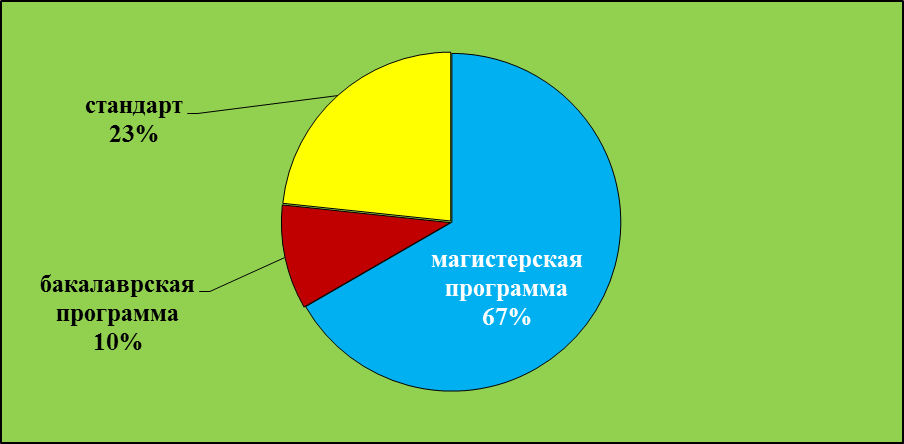 стандарт
23%
бакалаврская
программа
10%
магистерская
программа
67%